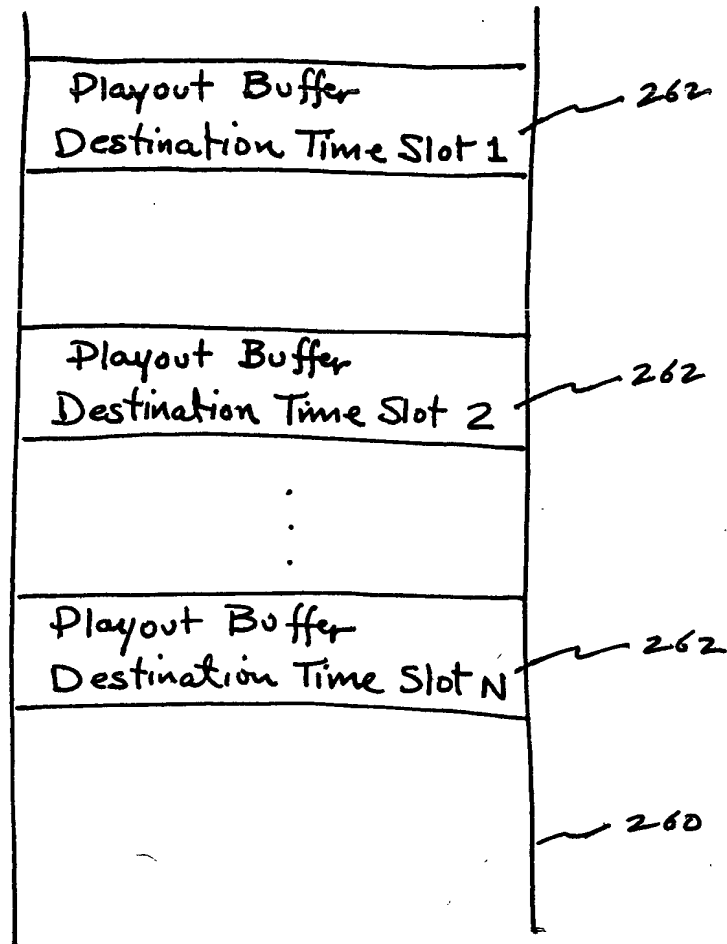 Playout Buffer
Destination Time Slot 1
262
Playout Buffer
Destination Time Slot 2
262
Playout Buffer
Destination Time Slot N
262
260